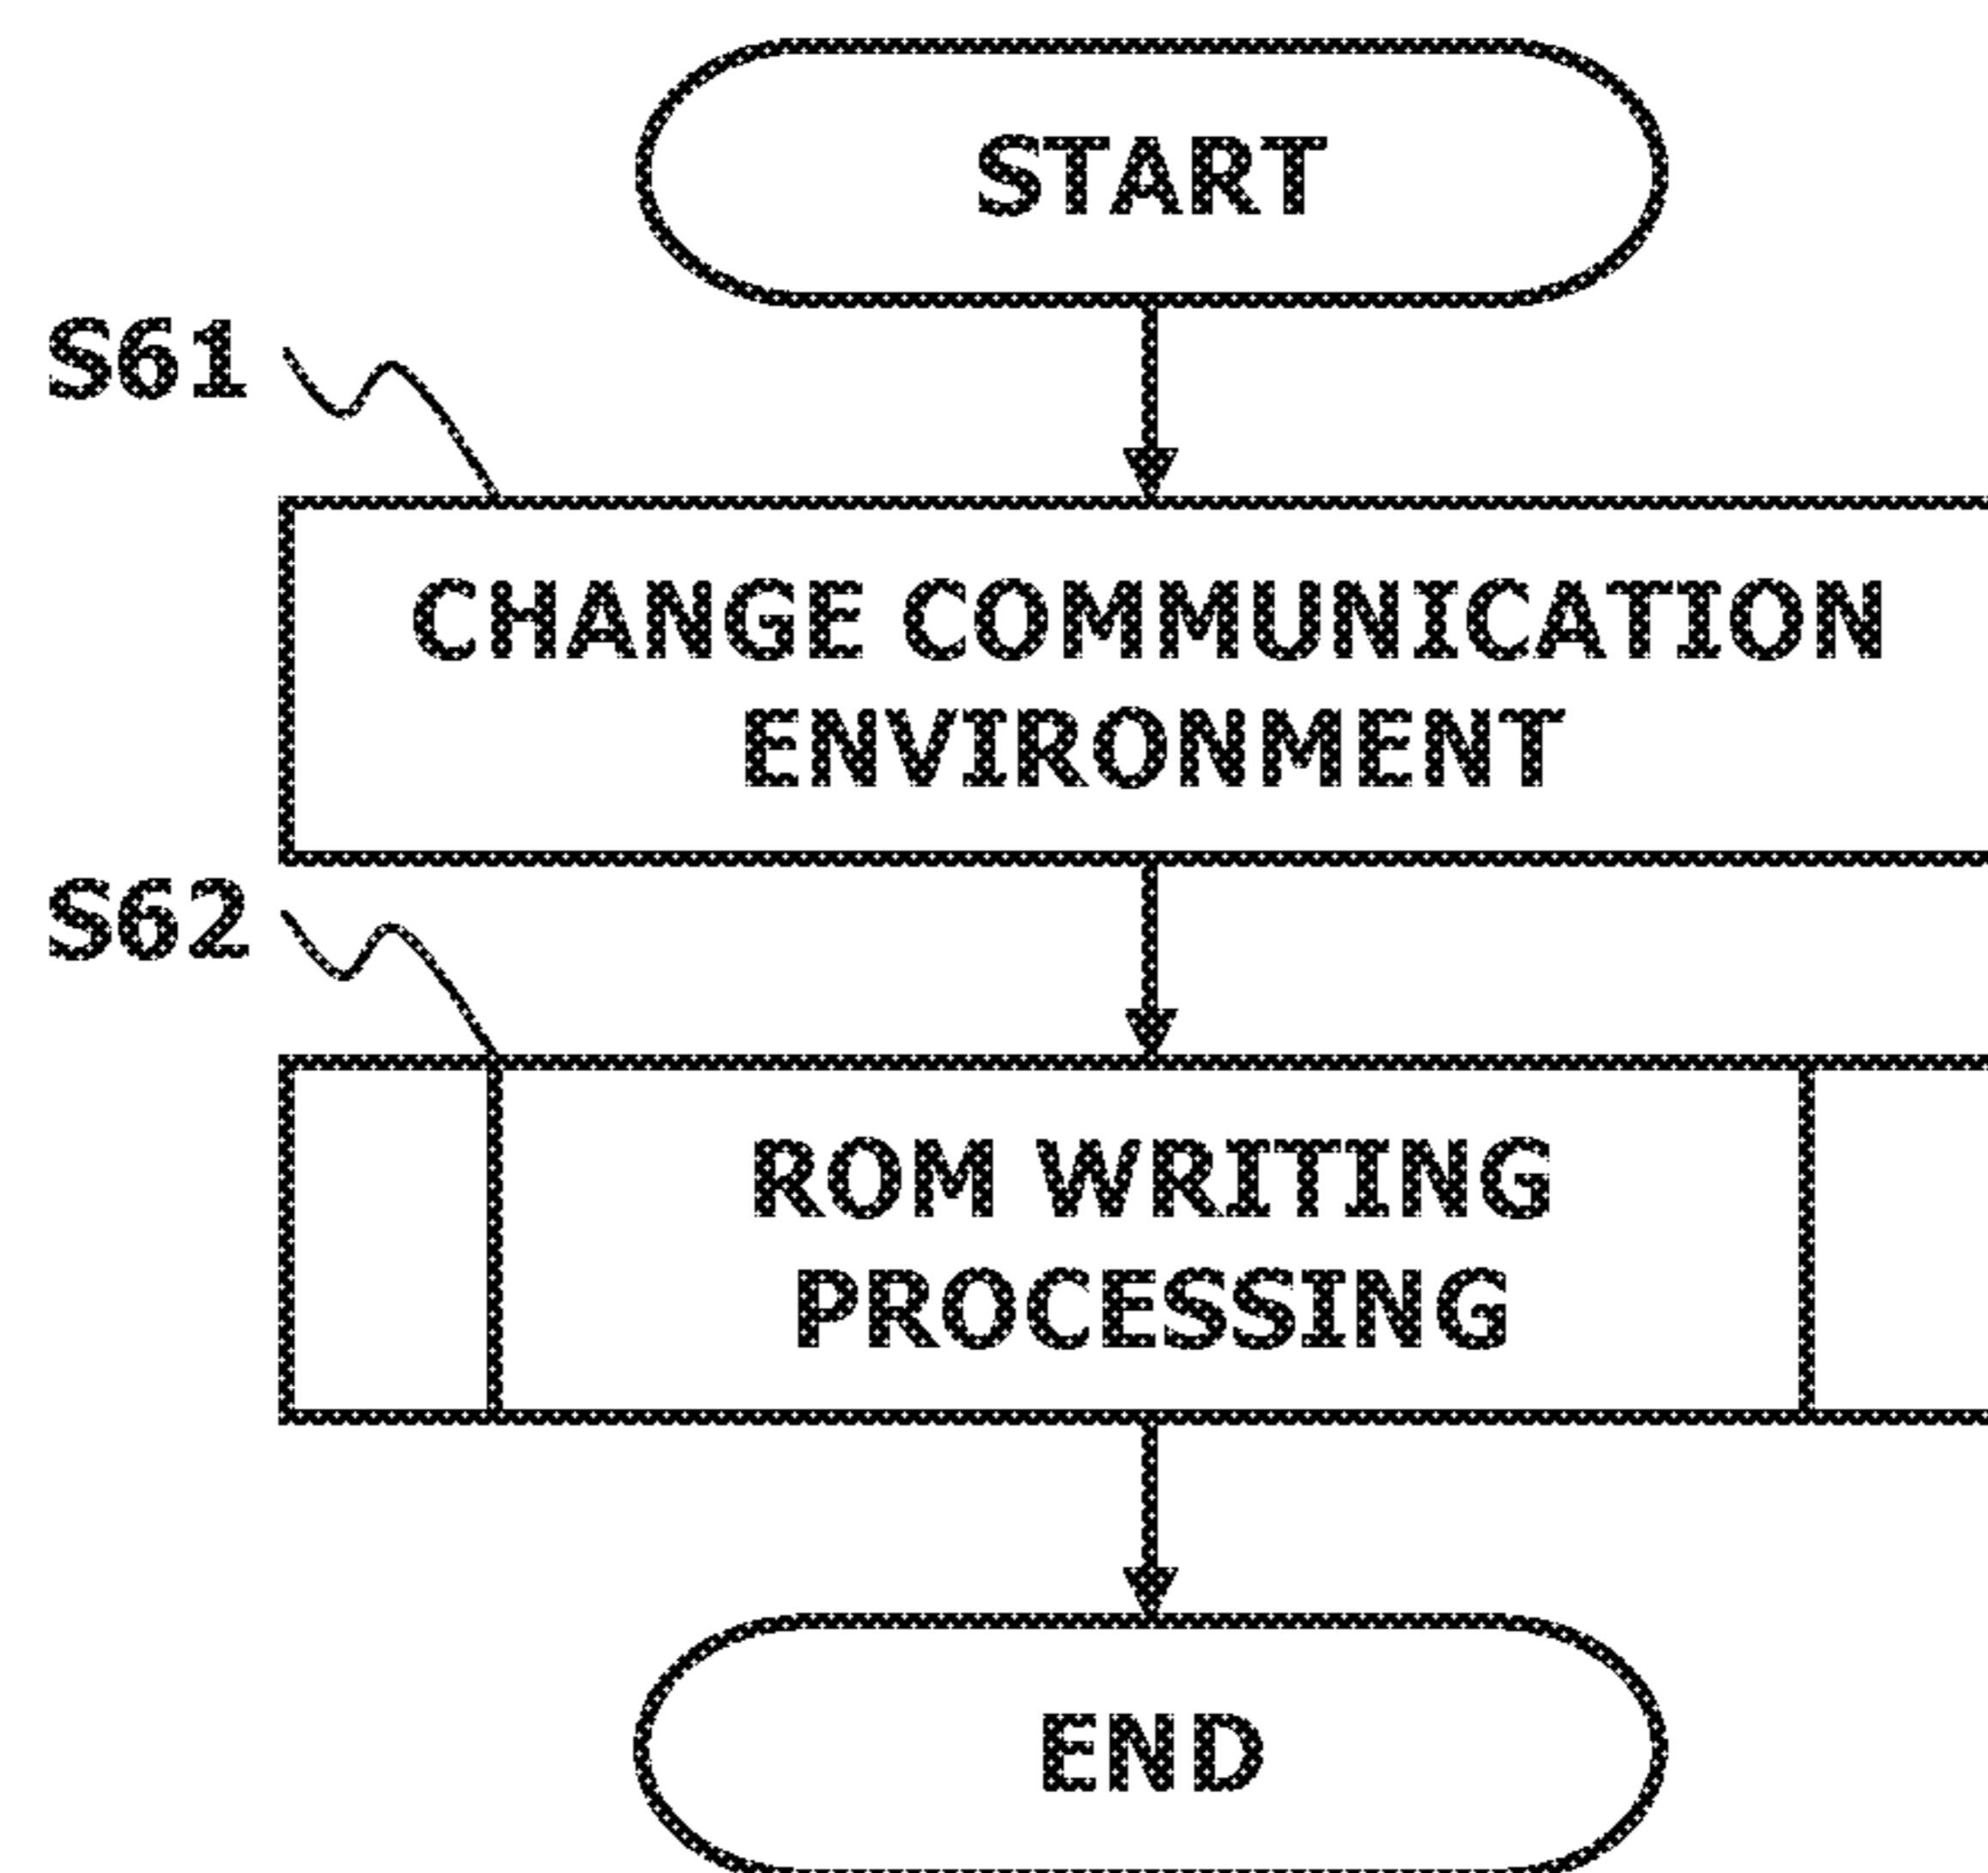 START
S61
CHANGE COMMUNICATION
ENVIRONMENT
S62
ROM WRITING
PROCESSING
END